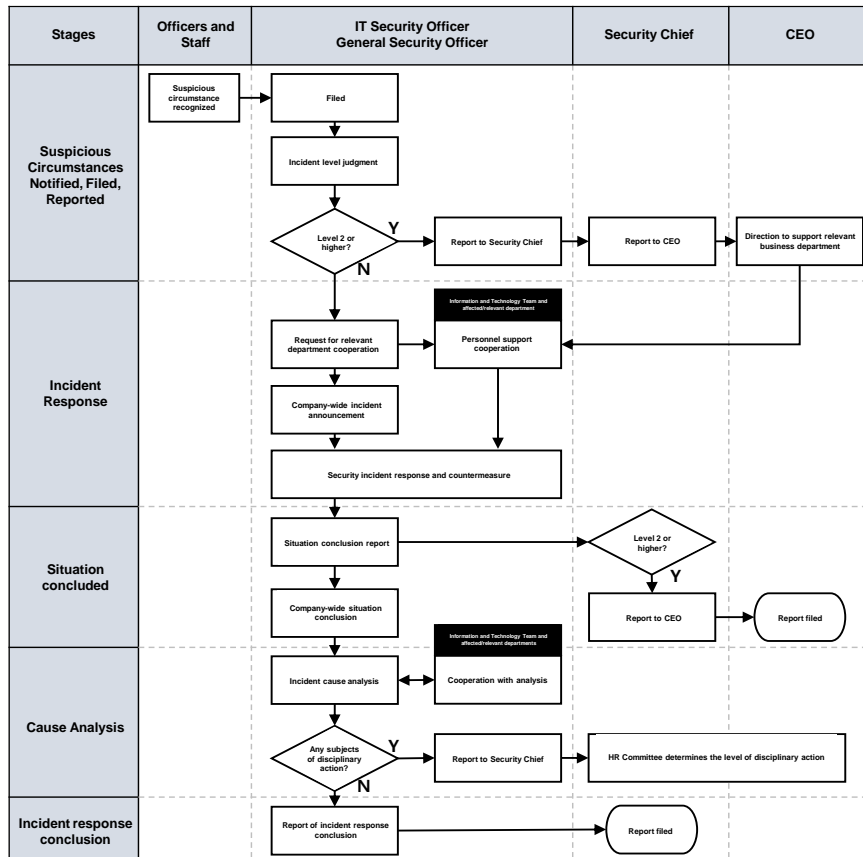 Stages
Officers and
Staff
IT Security Officer
General Security Officer
Security Chief
CEO
Suspicious
Circumstances
Notified, Filed,
Reported
Suspicious
circumstance
recognized
Filed
Incident level judgment
Level 2 or
higher?
Y
N
Report to Security Chief
Report to CEO
Direction to support relevant
business department
Incident
Response
Information and Technology Team and
affected/relevant department
Request for relevant
department cooperation
Personnel support
cooperation
Company-wide incident
announcement
Security incident response and countermeasure
Situation
concluded
Situation conclusion report
Level 2 or
higher?
Y
Company-wide situation
conclusion
Report to CEO
Report filed
Cause Analysis
Information and Technology Team and
affected/relevant departments
Incident cause analysis
Cooperation with analysis
Any subjects
of disciplinary
action?
Y
N
Report to Security Chief
HR Committee determines the level of disciplinary action
Incident response
conclusion
Report of incident response
conclusion
Report filed